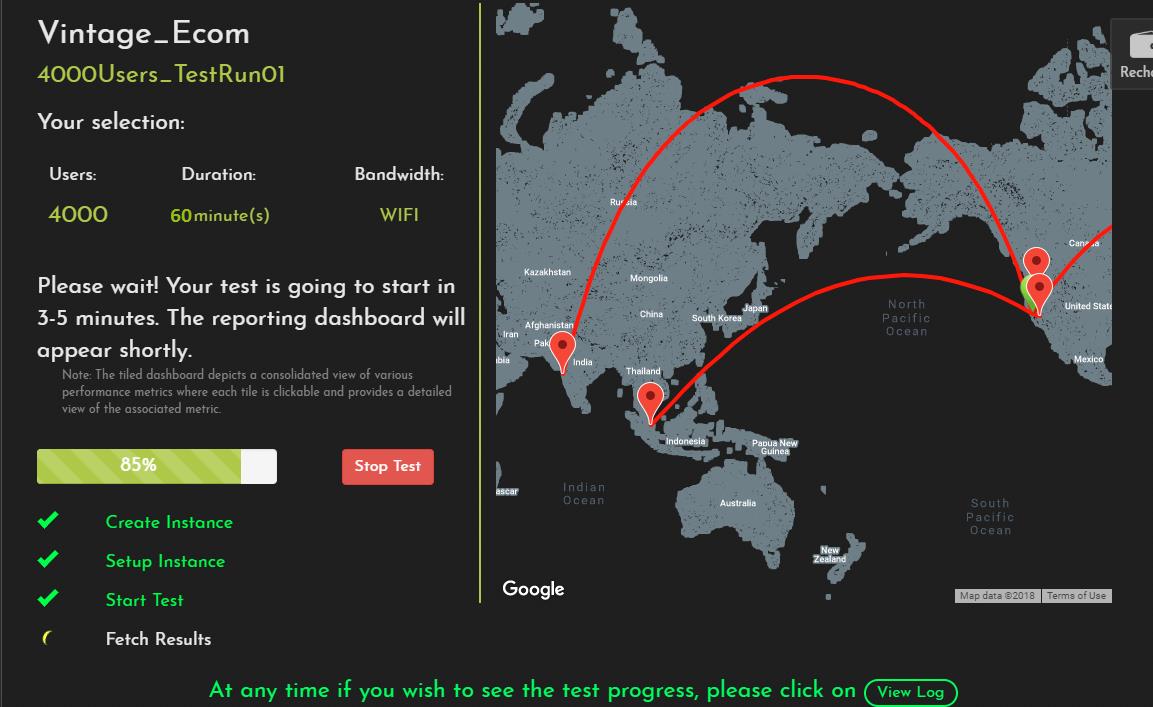 Vintage_Ecom
4000Users_TestRun01
Your selection:
Users: Duration: Bandwidth:
4000 60 minute(s) WIFI
Please wait! Your test is going to start in
3-5 minutes. The reporting dashboard will
appear shortly.
Note: The tiled dashboard depicts a consolidated view of various
performance metrics where each tile is clickable and provides a detailed
view of the associated metric.
85% Stop Test
Create Instance
Setup Instance
Start Test
Fetch Results
At any time if you wish to see the test progress, please click on View Log
Reche
Russia
Canada
Kazakhstan
Mongolia
North
Pacific
Ocean
United State
Japan
China
South Korea
Afghanistan
Iran
Pak
India
bia
Mexico
Thailand
Indonesia
Papua New
Guinea
Indian
Ocean
ascar
Australia
South
Pacific
Ocean
New
Zealand
Google
Map data ©2018 Terms of Use